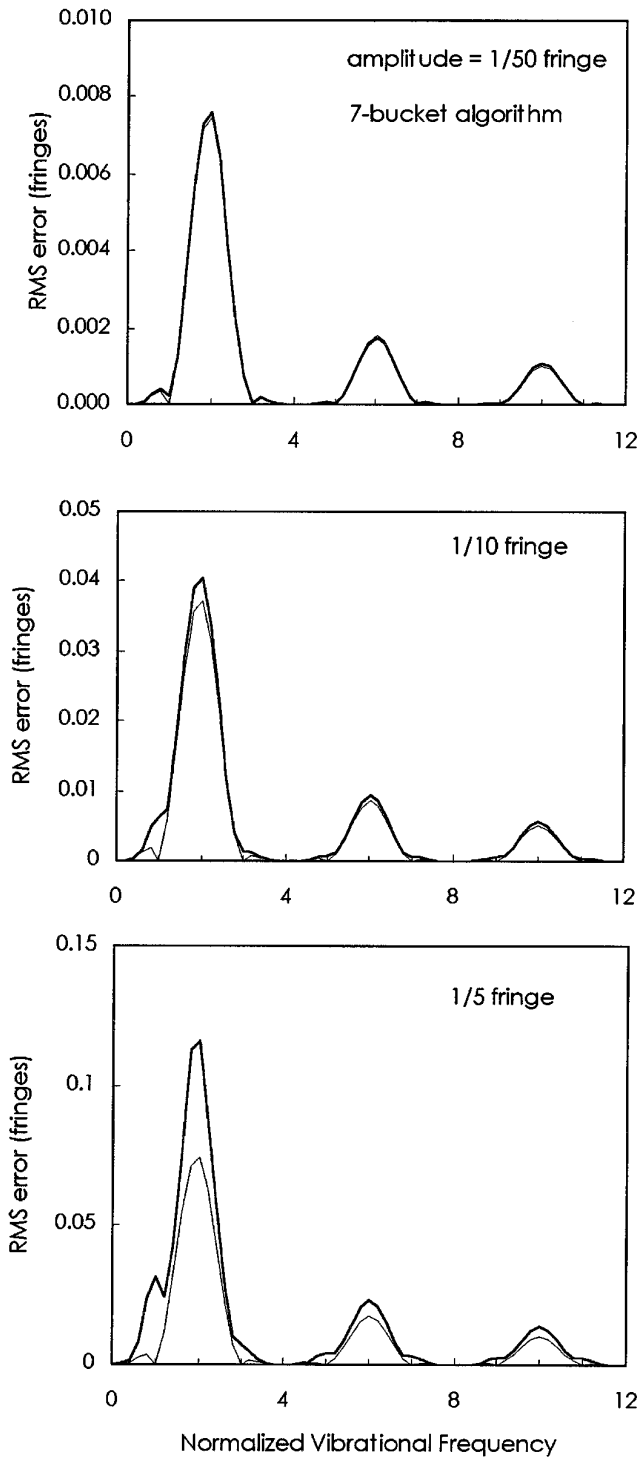 0.010
amplitude = 1/50 fringe
0.008
7-bucket algorithm
0.006
RMS error (fringes)
0.004
0.002
0.000
0 4 8 12
0.05
1/10 fringe
0.04
0.03
RMS error (fringes)
0.02
0.01
0
0 4 8 12
0.15
1/5 fringe
0.1
RMS error (fringes)
0.05
0
0 4 8 12
Normalized Vibrational Frequency